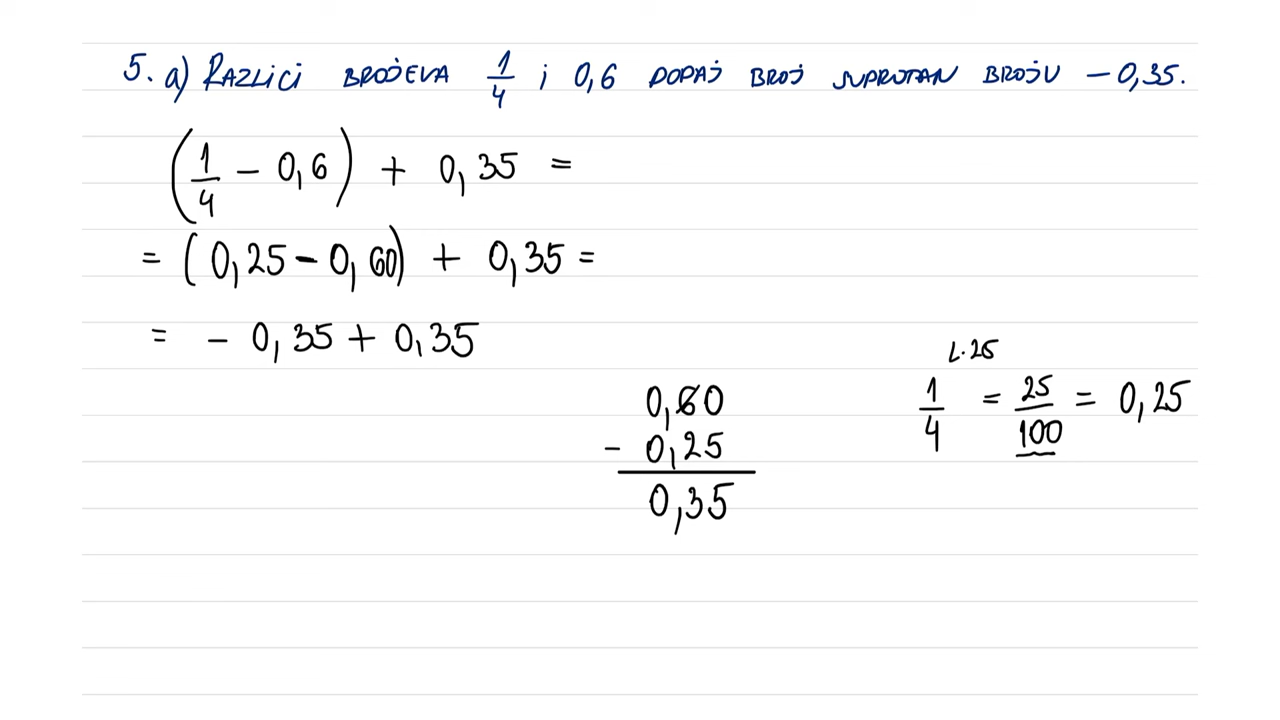 5. a) RAZLICI BROJEVA 1/4 i 0,6 DODAJ BROJ SUPROTAN BROJU - 0,35.
(1/4 - 0,6) + 0,35 =
= (0,25 - 0,60) + 0,35 =
= - 0,35 + 0,35
0,60
- 0,25
0,35
/·25
1/4 = 25/100 = 0,25